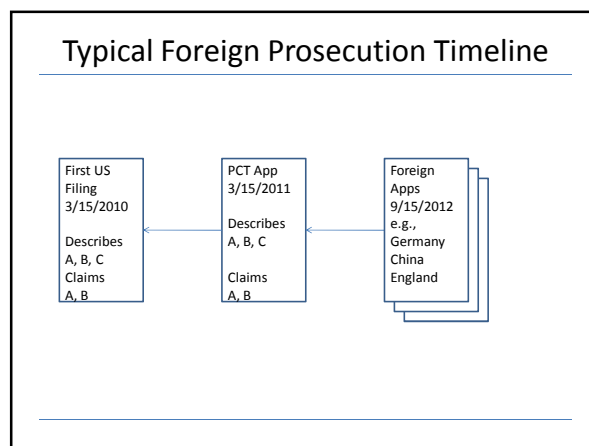 Typical Foreign Prosecution Timeline
First US
Filing
3/15/2010
Describes
A, B, C
Claims
A, B
PCT App
3/15/2011
Describes
A, B, C
Claims
A, B
Foreign
Apps
9/15/2012
e.g.,
Germany
China
England